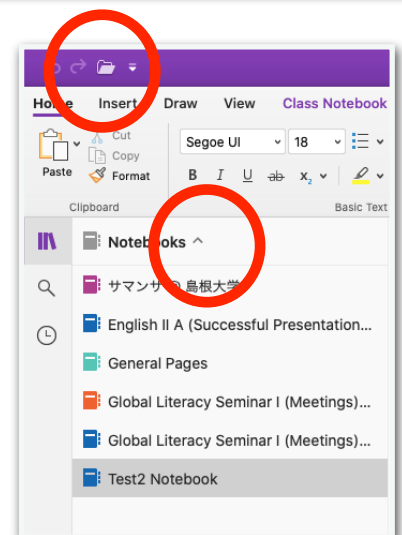 Home Insert Draw View Class Notebook
Cut
Segoe UI 18
Copy
Paste Format B I U ab x₂
Clipboard Basic Text
Notebooks
サマンサ @ 島根大学
English II A (Successful Presentation...
General Pages
Global Literacy Seminar I (Meetings)...
Global Literacy Seminar I (Meetings)...
Test2 Notebook